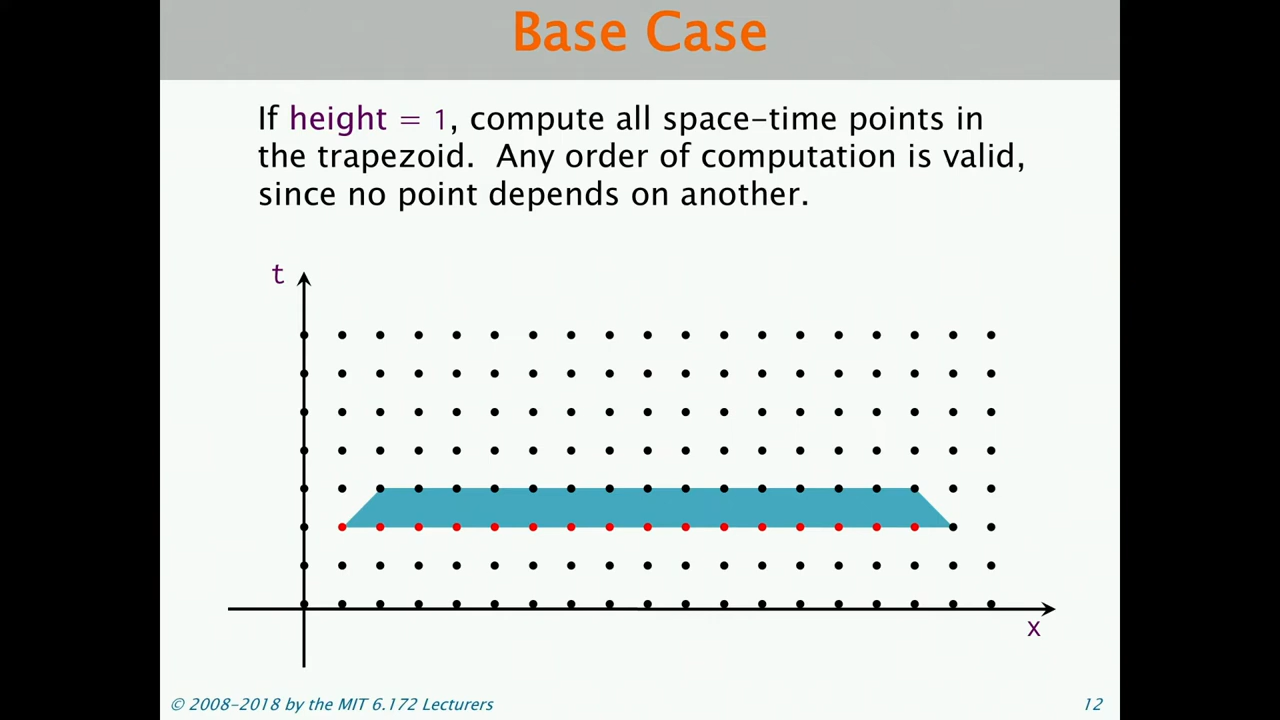 Base Case
If height = 1, compute all space-time points in
the trapezoid. Any order of computation is valid,
since no point depends on another.
t
x
© 2008-2018 by the MIT 6.172 Lecturers
12